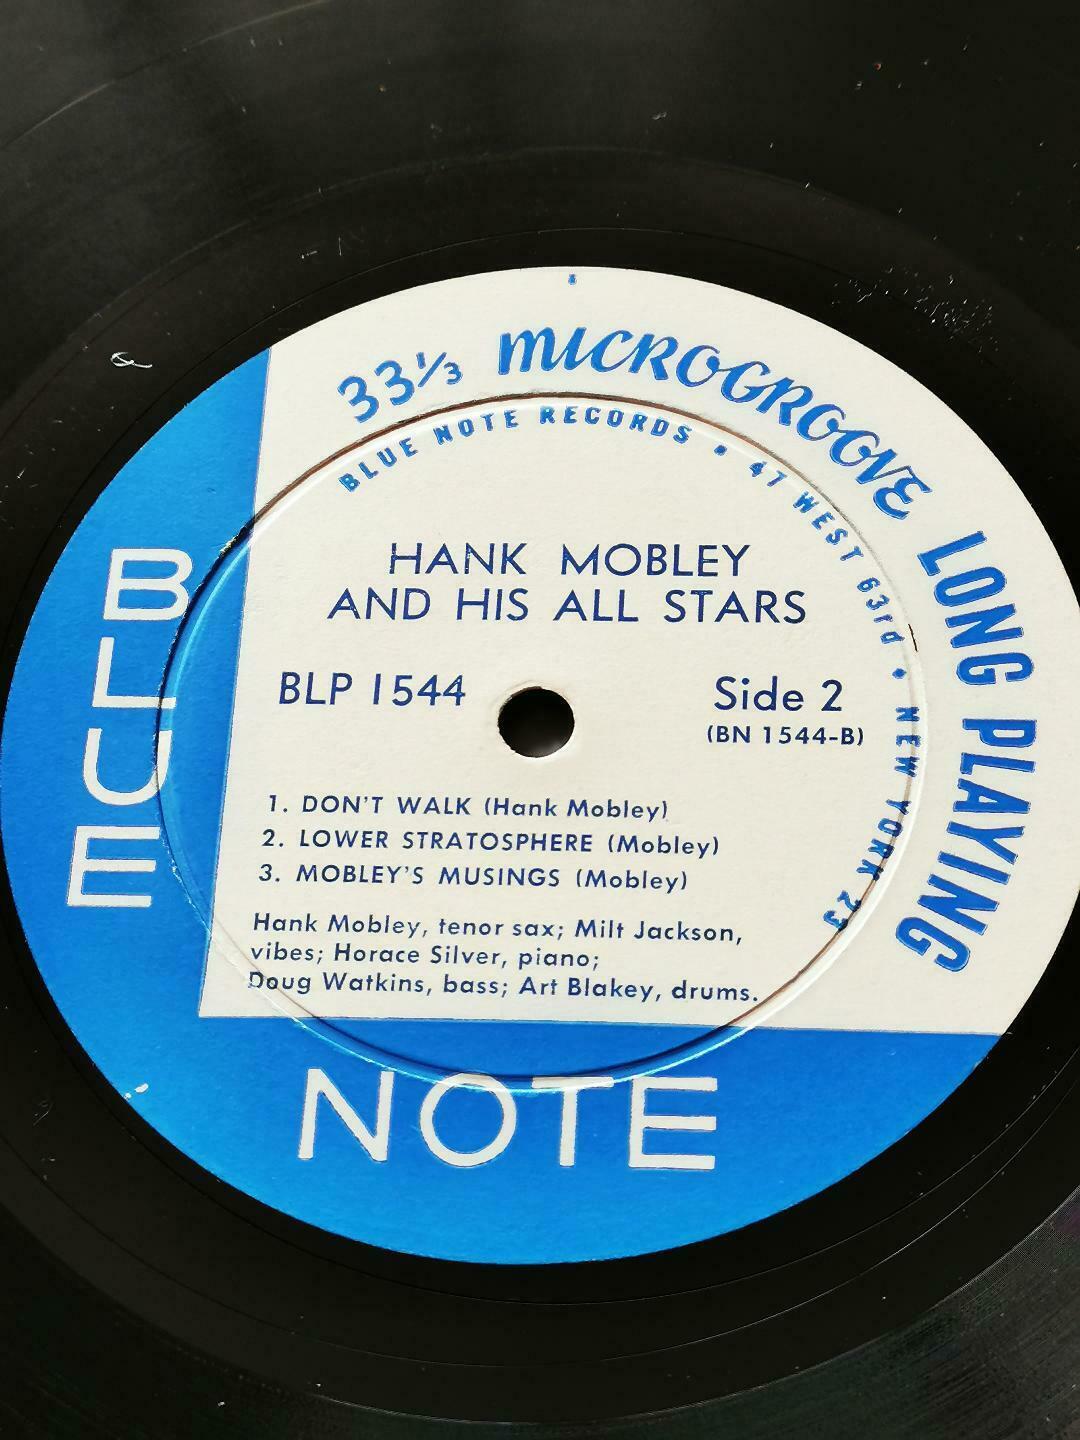 33⅓ MICROGROOVE LONG PLAYING
BLUE NOTE RECORDS • 47 WEST 63rd • NEW YORK 23
HANK MOBLEY
AND HIS ALL STARS
BLP 1544
Side 2
(BN 1544-B)
1. DON'T WALK (Hank Mobley)
2. LOWER STRATOSPHERE (Mobley)
3. MOBLEY'S MUSINGS (Mobley)
Hank Mobley, tenor sax; Milt Jackson,
vibes; Horace Silver, piano;
Doug Watkins, bass; Art Blakey, drums.
BLUE
NOTE